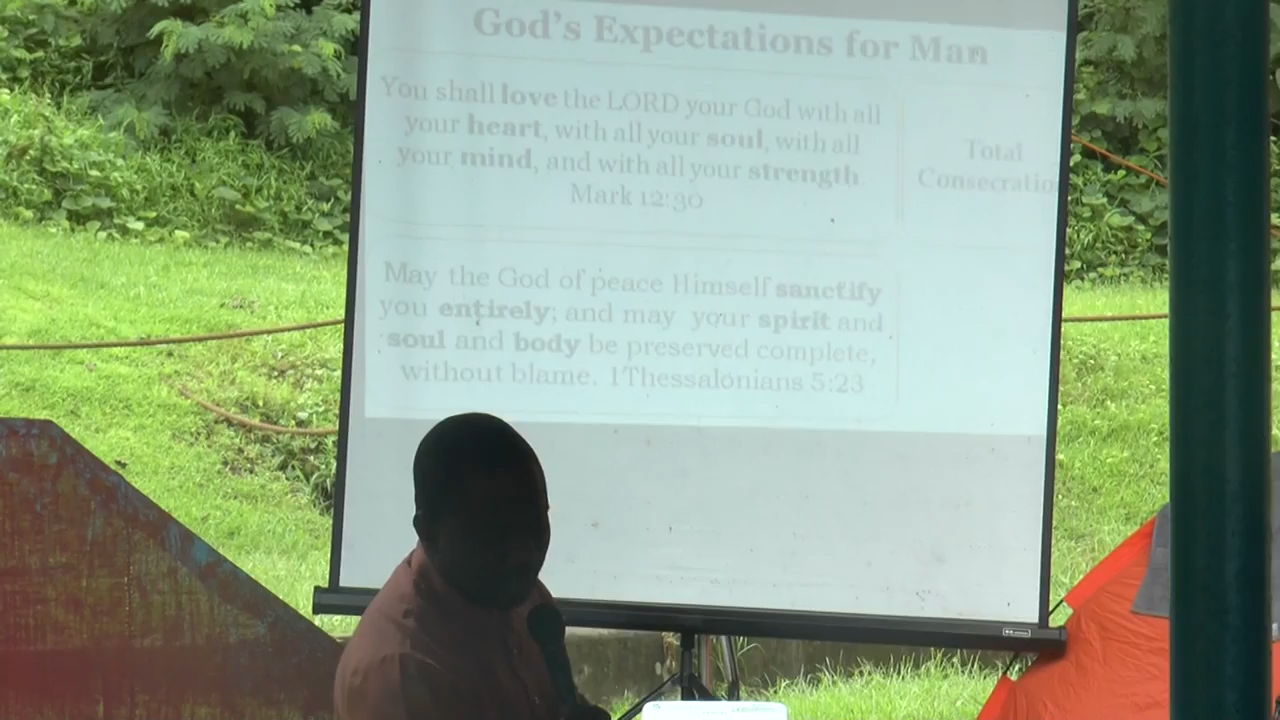 God's Expectations for Man
You shall love the LORD your God with all
your heart, with all your soul, with all
your mind, and with all your strength
Mark 12:30
Total
Consecratio
May the God of peace Himself sanctify
you entirely; and may your spirit and
soul and body be preserved complete,
without blame. 1Thessalonians 5:23